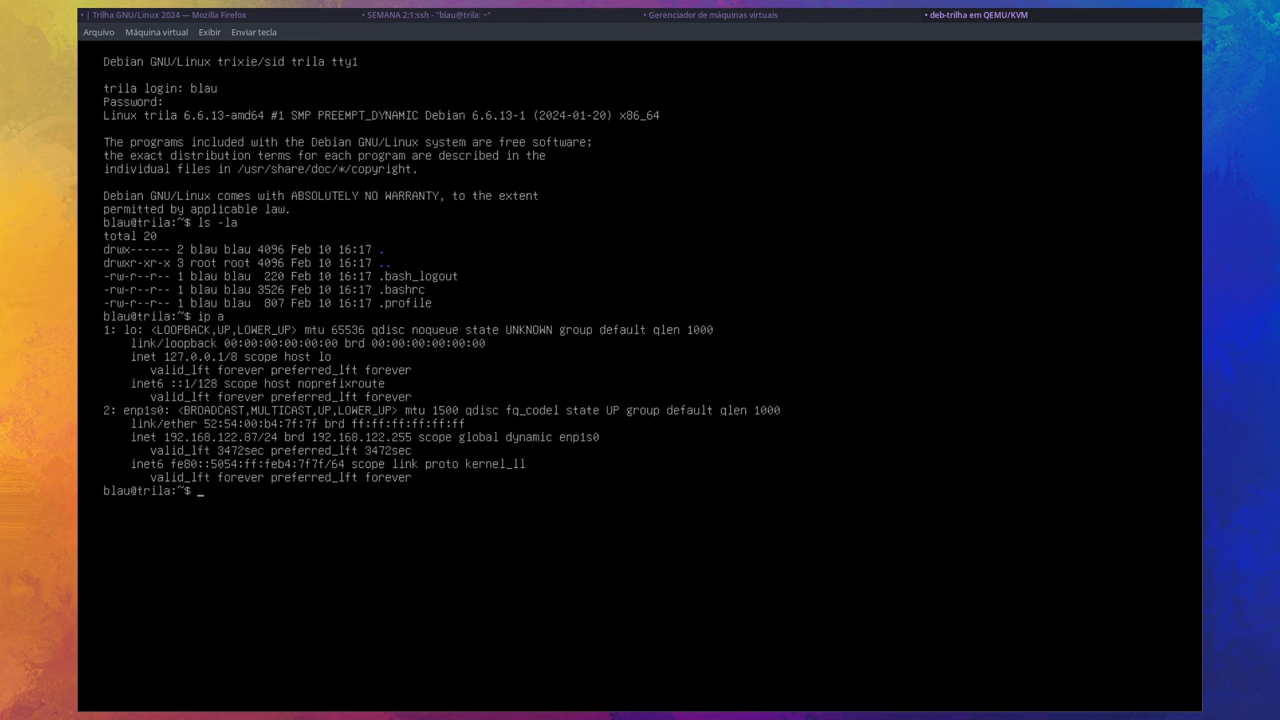 • | Trilha GNU/Linux 2024 — Mozilla Firefox
• SEMANA 2:1:ssh - "blau@trila: ~"
• Gerenciador de máquinas virtuais
• deb-trilha em QEMU/KVM
Arquivo Máquina virtual Exibir Enviar tecla
Debian GNU/Linux trixie/sid trila tty1
trila login: blau
Password:
Linux trila 6.6.13-amd64 #1 SMP PREEMPT_DYNAMIC Debian 6.6.13-1 (2024-01-20) x86_64
The programs included with the Debian GNU/Linux system are free software;
the exact distribution terms for each program are described in the
individual files in /usr/share/doc/*/copyright.
Debian GNU/Linux comes with ABSOLUTELY NO WARRANTY, to the extent
permitted by applicable law.
blau@trila:~$ ls -la
total 20
drwx------ 2 blau blau 4096 Feb 10 16:17 .
drwxr-xr-x 3 root root 4096 Feb 10 16:17 ..
-rw-r--r-- 1 blau blau  220 Feb 10 16:17 .bash_logout
-rw-r--r-- 1 blau blau 3526 Feb 10 16:17 .bashrc
-rw-r--r-- 1 blau blau  807 Feb 10 16:17 .profile
blau@trila:~$ ip a
1: lo: <LOOPBACK,UP,LOWER_UP> mtu 65536 qdisc noqueue state UNKNOWN group default qlen 1000
    link/loopback 00:00:00:00:00:00 brd 00:00:00:00:00:00
    inet 127.0.0.1/8 scope host lo
       valid_lft forever preferred_lft forever
    inet6 ::1/128 scope host noprefixroute
       valid_lft forever preferred_lft forever
2: enp1s0: <BROADCAST,MULTICAST,UP,LOWER_UP> mtu 1500 qdisc fq_codel state UP group default qlen 1000
    link/ether 52:54:00:b4:7f:7f brd ff:ff:ff:ff:ff:ff
    inet 192.168.122.87/24 brd 192.168.122.255 scope global dynamic enp1s0
       valid_lft 3472sec preferred_lft 3472sec
    inet6 fe80::5054:ff:feb4:7f7f/64 scope link proto kernel_ll
       valid_lft forever preferred_lft forever
blau@trila:~$ _